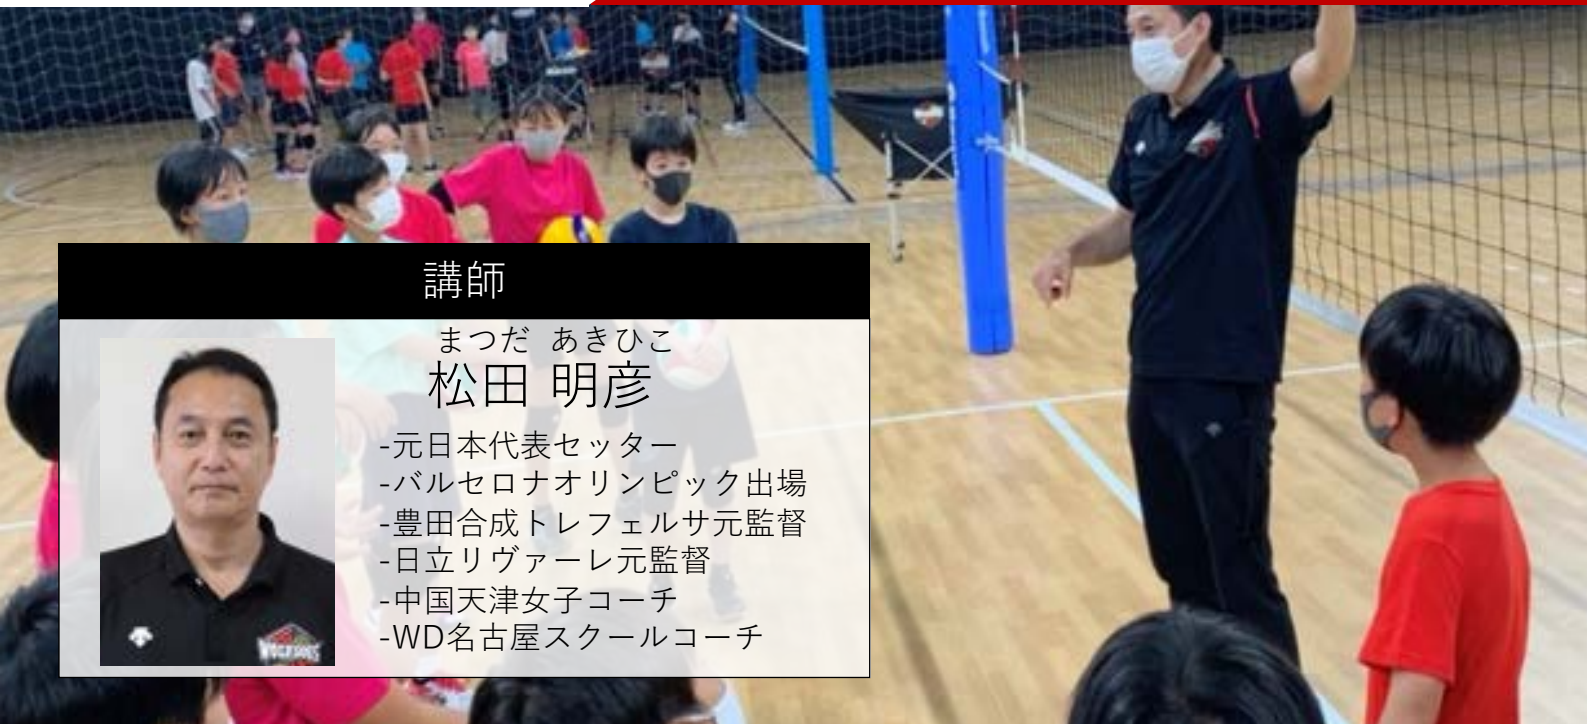 講師
まつだ あきひこ
松田 明彦
-元日本代表セッター
-バルセロナオリンピック出場
-豊田合成トレフェルサ元監督
-日立リヴァーレ元監督
-中国天津女子コーチ
-WD名古屋スクールコーチ
WOLFDOGS